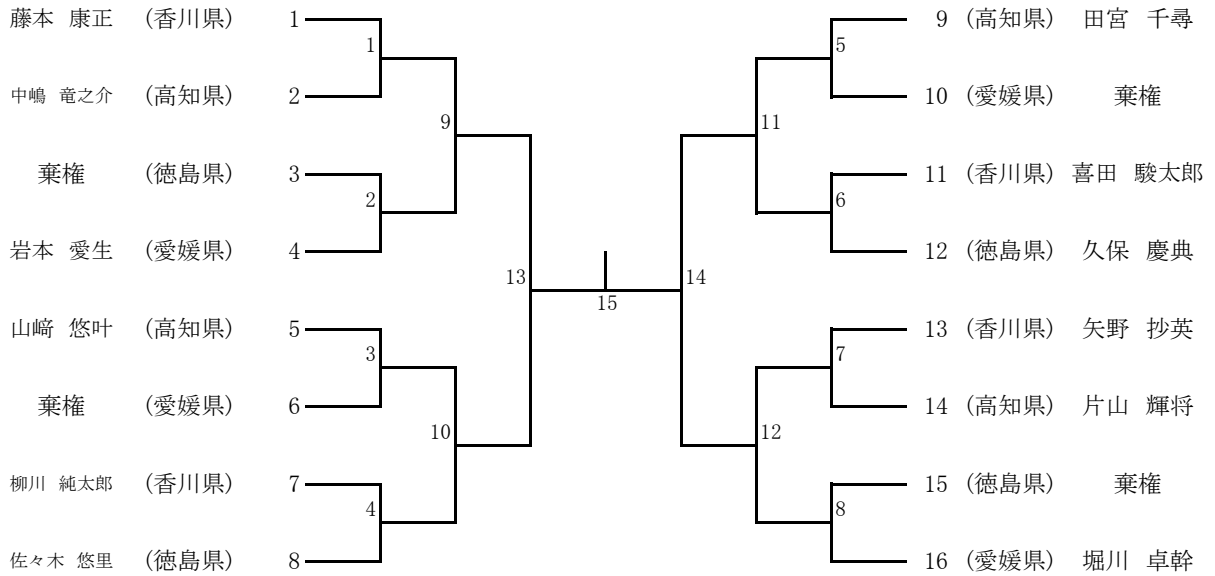 藤本 康正 (香川県) 1
中嶋 竜之介 (高知県) 2
棄権 (徳島県) 3
岩本 愛生 (愛媛県) 4
山﨑 悠叶 (高知県) 5
棄権 (愛媛県) 6
柳川 純太郎 (香川県) 7
佐々木 悠里 (徳島県) 8
1
2
3
4
9
10
13
15
14
11
12
5
6
7
8
9 (高知県) 田宮 千尋
10 (愛媛県) 棄権
11 (香川県) 喜田 駿太郎
12 (徳島県) 久保 慶典
13 (香川県) 矢野 抄英
14 (高知県) 片山 輝将
15 (徳島県) 棄権
16 (愛媛県) 堀川 卓幹